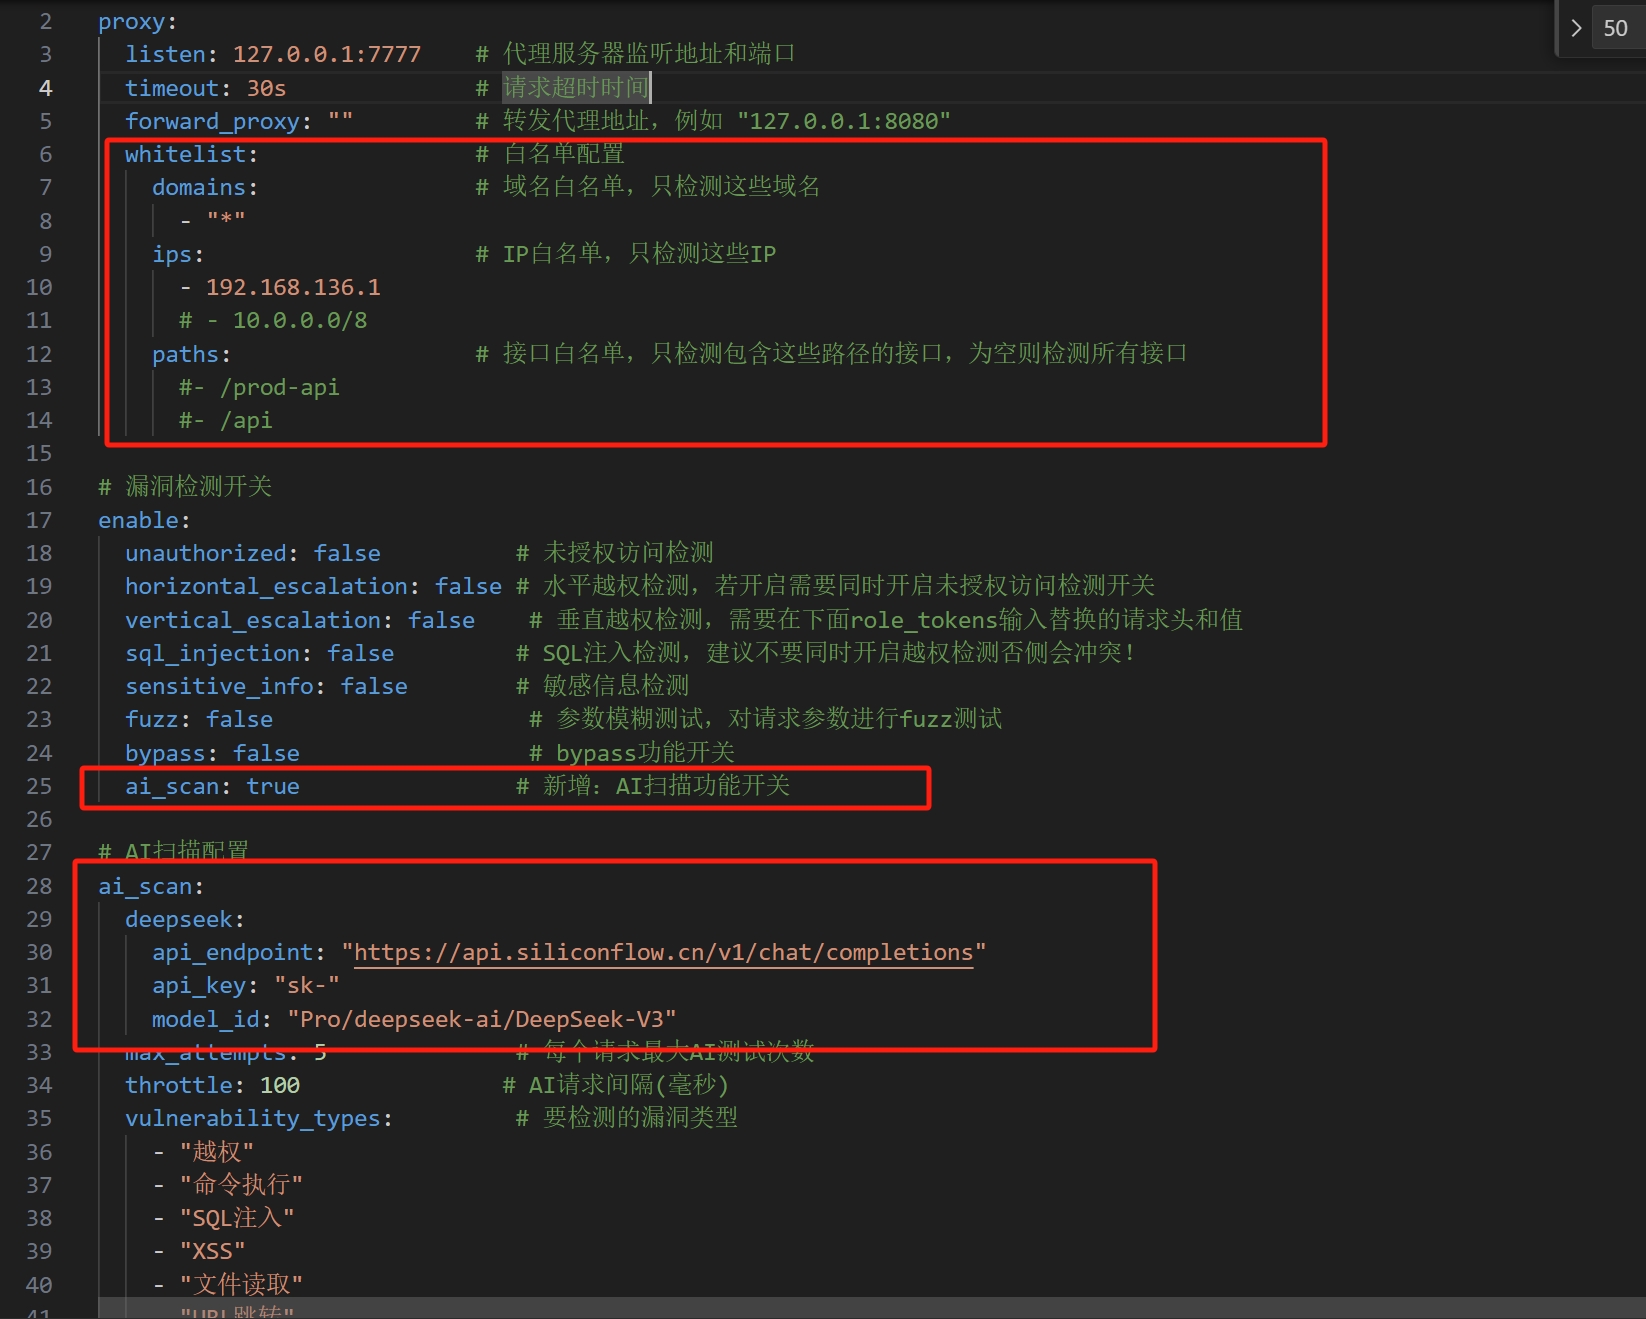 50
2 proxy:
3 listen: 127.0.0.1:7777 # 代理服务器监听地址和端口
4 timeout: 30s # 请求超时时间
5 forward_proxy: "" # 转发代理地址，例如 "127.0.0.1:8080"
6 whitelist: # 白名单配置
7 domains: # 域名白名单，只检测这些域名
8 - "*"
9 ips: # IP白名单，只检测这些IP
10 - 192.168.136.1
11 # - 10.0.0.0/8
12 paths: # 接口白名单，只检测包含这些路径的接口，为空则检测所有接口
13 #- /prod-api
14 #- /api
15
16 # 漏洞检测开关
17 enable:
18 unauthorized: false # 未授权访问检测
19 horizontal_escalation: false # 水平越权检测，若开启需要同时开启未授权访问检测开关
20 vertical_escalation: false # 垂直越权检测，需要在下面role_tokens输入替换的请求头和值
21 sql_injection: false # SQL注入检测，建议不要同时开启越权检测否侧会冲突！
22 sensitive_info: false # 敏感信息检测
23 fuzz: false # 参数模糊测试，对请求参数进行fuzz测试
24 bypass: false # bypass功能开关
25 ai_scan: true # 新增：AI扫描功能开关
26
27 # AI扫描配置
28 ai_scan:
29 deepseek:
30 api_endpoint: "https://api.siliconflow.cn/v1/chat/completions"
31 api_key: "sk-"
32 model_id: "Pro/deepseek-ai/DeepSeek-V3"
33 max_attempts: 5 # 每个请求最大AI测试次数
34 throttle: 100 # AI请求间隔(毫秒)
35 vulnerability_types: # 要检测的漏洞类型
36 - "越权"
37 - "命令执行"
38 - "SQL注入"
39 - "XSS"
40 - "文件读取"
41 - "URL跳转"